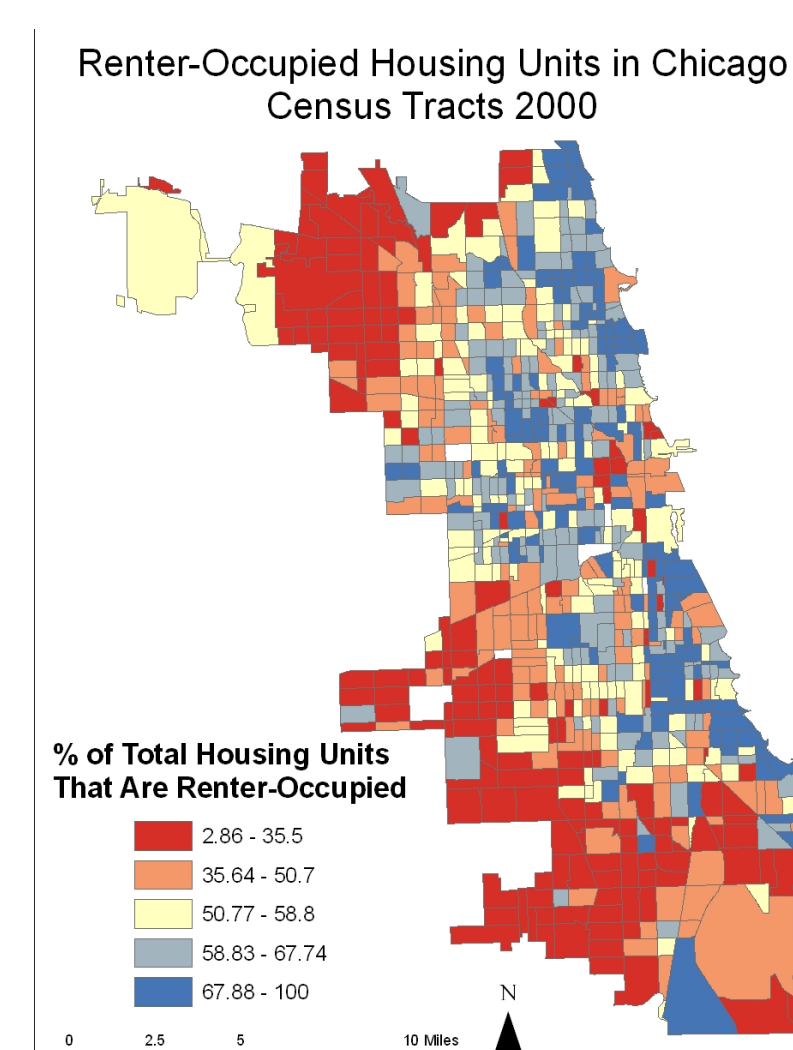 Renter-Occupied Housing Units in Chicago
Census Tracts 2000
% of Total Housing Units
That Are Renter-Occupied
2.86 - 35.5
35.64 - 50.7
50.77 - 58.8
58.83 - 67.74
67.88 - 100
N
0 2.5 5 10 Miles